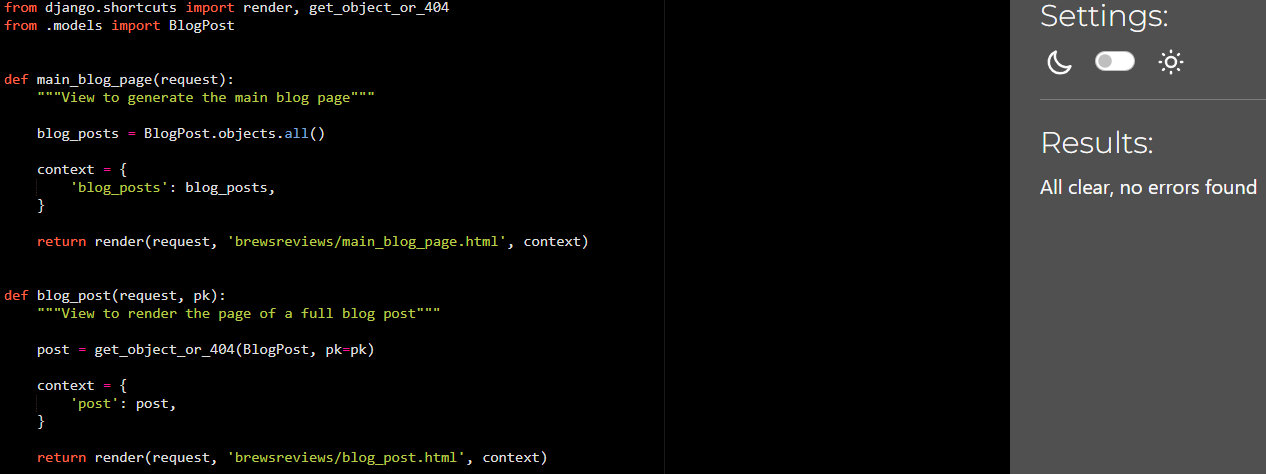 from django.shortcuts import render, get_object_or_404
from .models import BlogPost
def main_blog_page(request):
    """View to generate the main blog page"""
    blog_posts = BlogPost.objects.all()
    context = {
        'blog_posts': blog_posts,
    }
    return render(request, 'brewsreviews/main_blog_page.html', context)
def blog_post(request, pk):
    """View to render the page of a full blog post"""
    post = get_object_or_404(BlogPost, pk=pk)
    context = {
        'post': post,
    }
    return render(request, 'brewsreviews/blog_post.html', context)
Settings:
Results:
All clear, no errors found